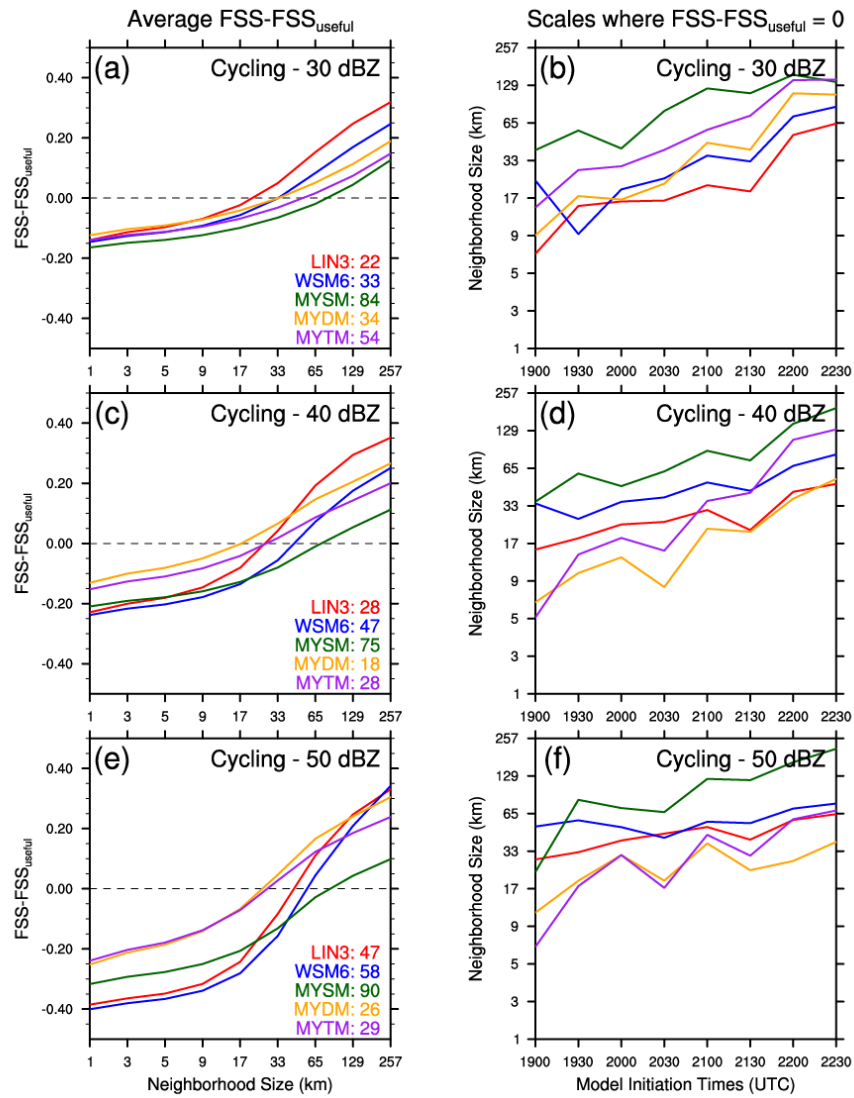 Average FSS-FSSuseful
Scales where FSS-FSSuseful = 0
(a) Cycling - 30 dBZ
0.40
0.20
0.00
-0.20
-0.40
FSS-FSSuseful
LIN3: 22
WSM6: 33
MYSM: 84
MYDM: 34
MYTM: 54
1 3 5 9 17 33 65 129 257
(b) Cycling - 30 dBZ
257
129
65
33
17
9
5
3
1
Neighborhood Size (km)
1900 1930 2000 2030 2100 2130 2200 2230
(c) Cycling - 40 dBZ
0.40
0.20
0.00
-0.20
-0.40
FSS-FSSuseful
LIN3: 28
WSM6: 47
MYSM: 75
MYDM: 18
MYTM: 28
1 3 5 9 17 33 65 129 257
(d) Cycling - 40 dBZ
257
129
65
33
17
9
5
3
1
Neighborhood Size (km)
1900 1930 2000 2030 2100 2130 2200 2230
(e) Cycling - 50 dBZ
0.40
0.20
0.00
-0.20
-0.40
FSS-FSSuseful
LIN3: 47
WSM6: 58
MYSM: 90
MYDM: 26
MYTM: 29
1 3 5 9 17 33 65 129 257
Neighborhood Size (km)
(f) Cycling - 50 dBZ
257
129
65
33
17
9
5
3
1
Neighborhood Size (km)
1900 1930 2000 2030 2100 2130 2200 2230
Model Initiation Times (UTC)